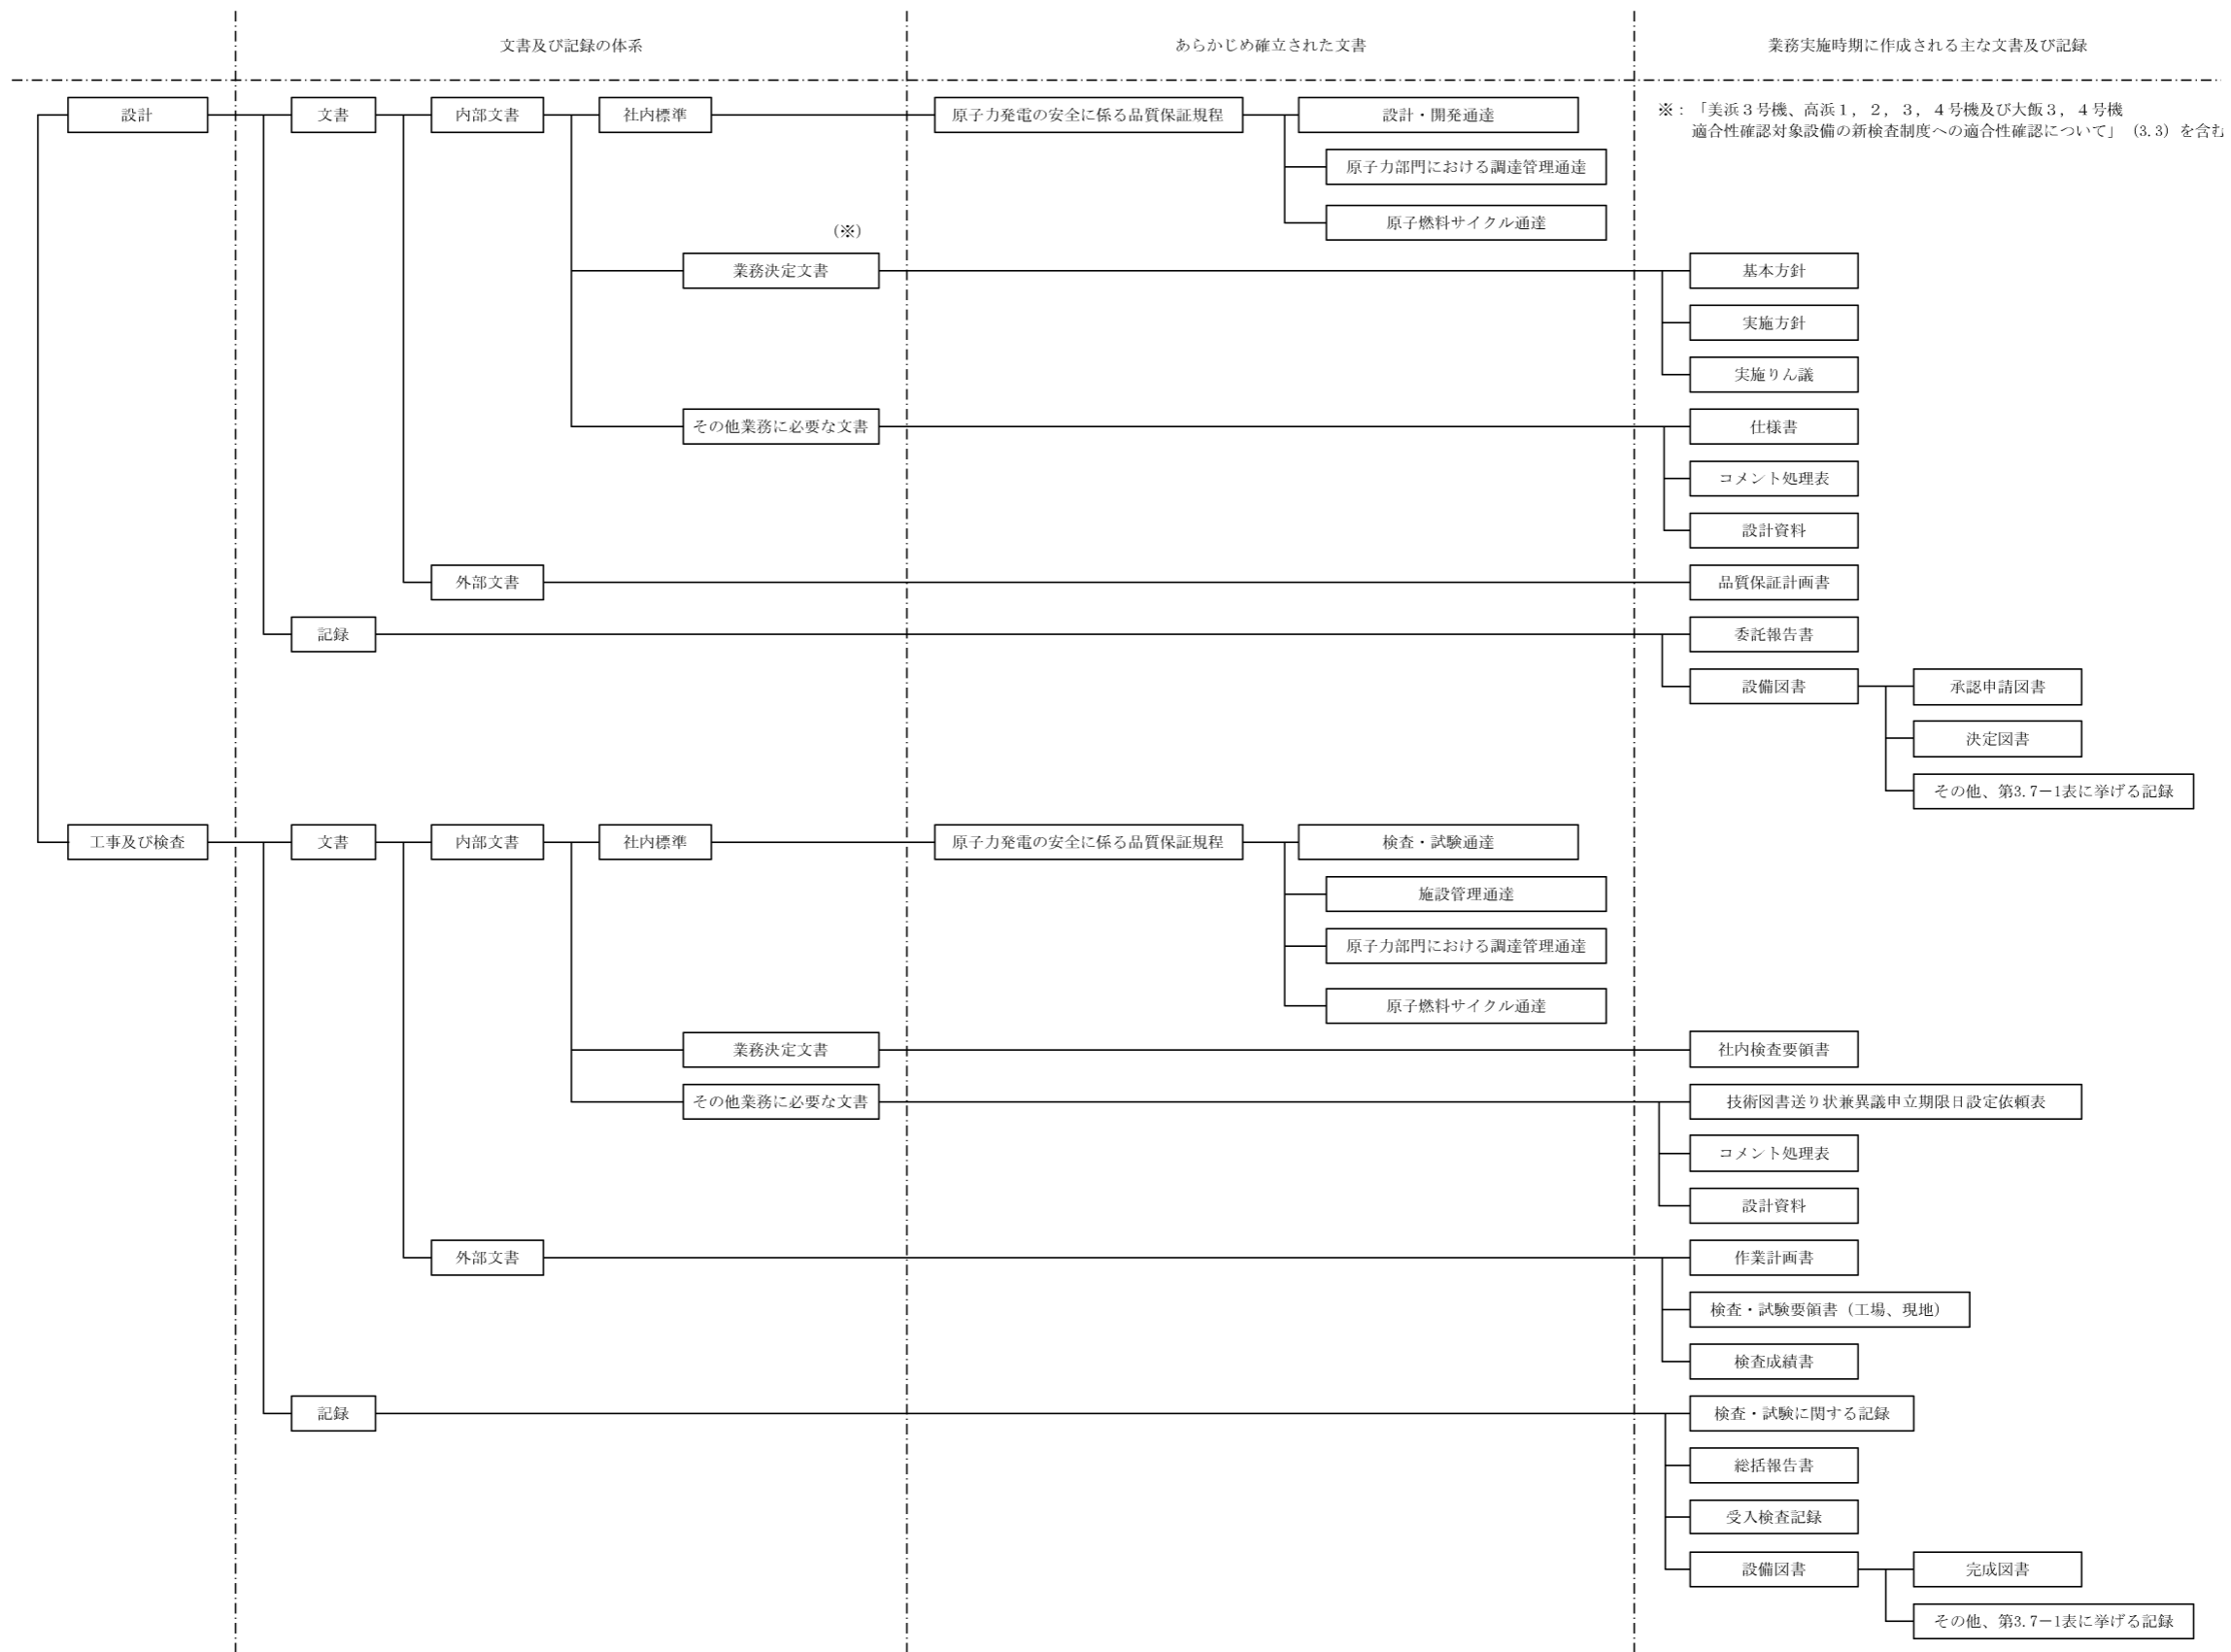 文書及び記録の体系
あらかじめ確立された文書
業務実施時期に作成される主な文書及び記録
設計
文書
内部文書
社内標準
原子力発電の安全に係る品質保証規程
設計・開発通達
※：「美浜３号機、高浜１，２，３，４号機及び大飯３，４号機
適合性確認対象設備の新検査制度への適合性確認について」（3.3）を含む
原子力部門における調達管理通達
原子燃料サイクル通達
（※）
業務決定文書
基本方針
実施方針
実施りん議
その他業務に必要な文書
仕様書
コメント処理表
設計資料
外部文書
品質保証計画書
記録
委託報告書
設備図書
承認申請図書
決定図書
その他、第3.7－1表に挙げる記録
工事及び検査
文書
内部文書
社内標準
原子力発電の安全に係る品質保証規程
検査・試験通達
施設管理通達
原子力部門における調達管理通達
原子燃料サイクル通達
業務決定文書
社内検査要領書
その他業務に必要な文書
技術図書送り状兼異議申立期限日設定依頼表
コメント処理表
設計資料
外部文書
作業計画書
検査・試験要領書（工場、現地）
検査成績書
記録
検査・試験に関する記録
総括報告書
受入検査記録
設備図書
完成図書
その他、第3.7－1表に挙げる記録